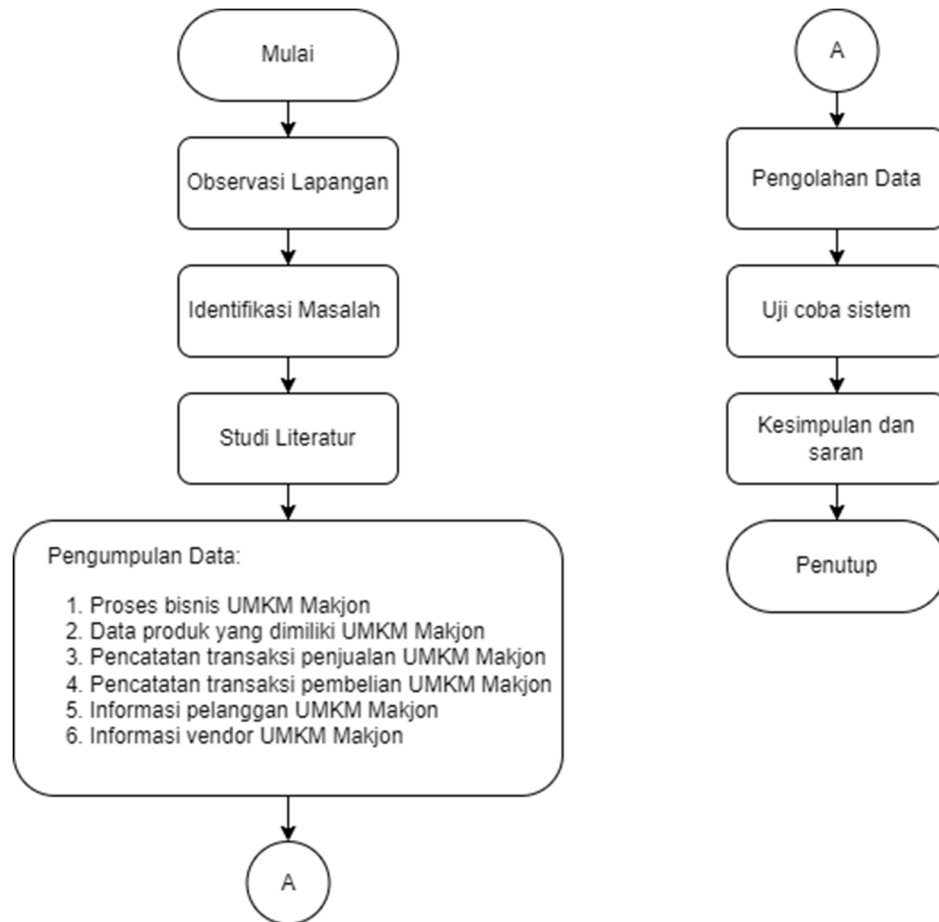 Mulai
Observasi Lapangan
Identifikasi Masalah
Studi Literatur
Pengumpulan Data:
1. Proses bisnis UMKM Makjon
2. Data produk yang dimiliki UMKM Makjon
3. Pencatatan transaksi penjualan UMKM Makjon
4. Pencatatan transaksi pembelian UMKM Makjon
5. Informasi pelanggan UMKM Makjon
6. Informasi vendor UMKM Makjon
A
A
Pengolahan Data
Uji coba sistem
Kesimpulan dan
saran
Penutup